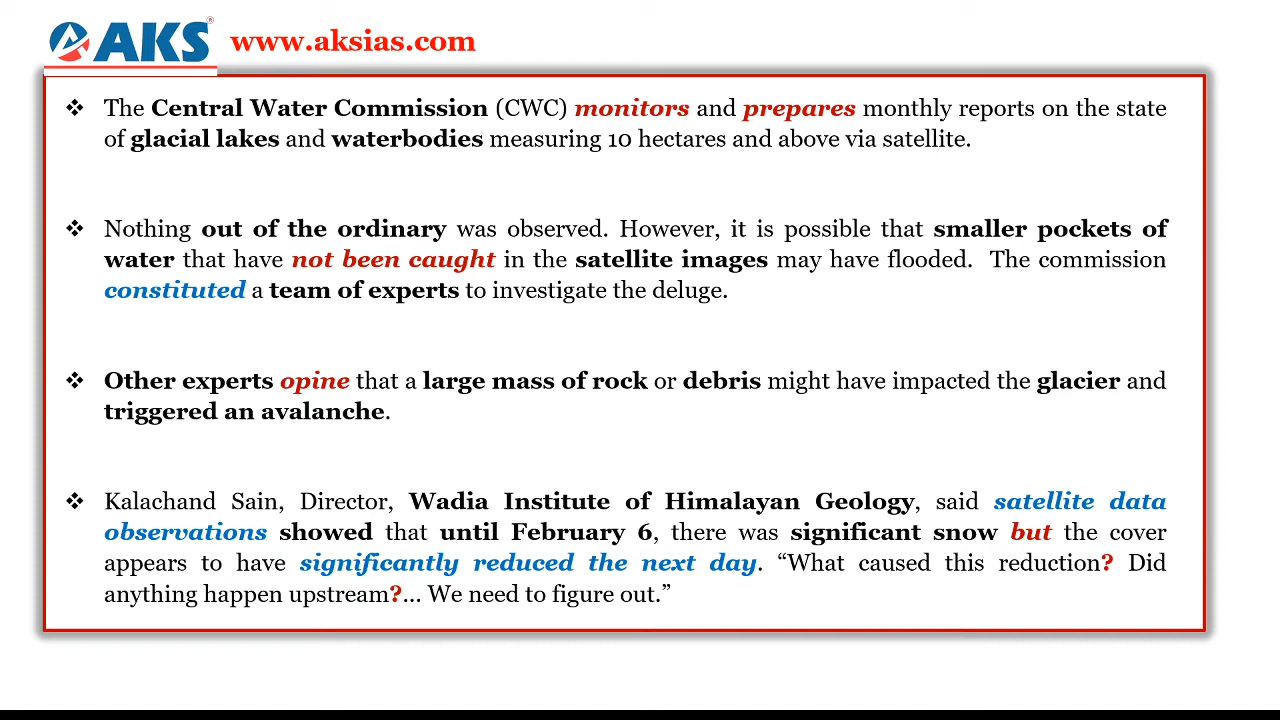 AKS®
www.aksias.com
❖ The Central Water Commission (CWC) monitors and prepares monthly reports on the state
of glacial lakes and waterbodies measuring 10 hectares and above via satellite.
❖ Nothing out of the ordinary was observed. However, it is possible that smaller pockets of
water that have not been caught in the satellite images may have flooded. The commission
constituted a team of experts to investigate the deluge.
❖ Other experts opine that a large mass of rock or debris might have impacted the glacier and
triggered an avalanche.
❖ Kalachand Sain, Director, Wadia Institute of Himalayan Geology, said satellite data
observations showed that until February 6, there was significant snow but the cover
appears to have significantly reduced the next day. “What caused this reduction? Did
anything happen upstream?... We need to figure out.”